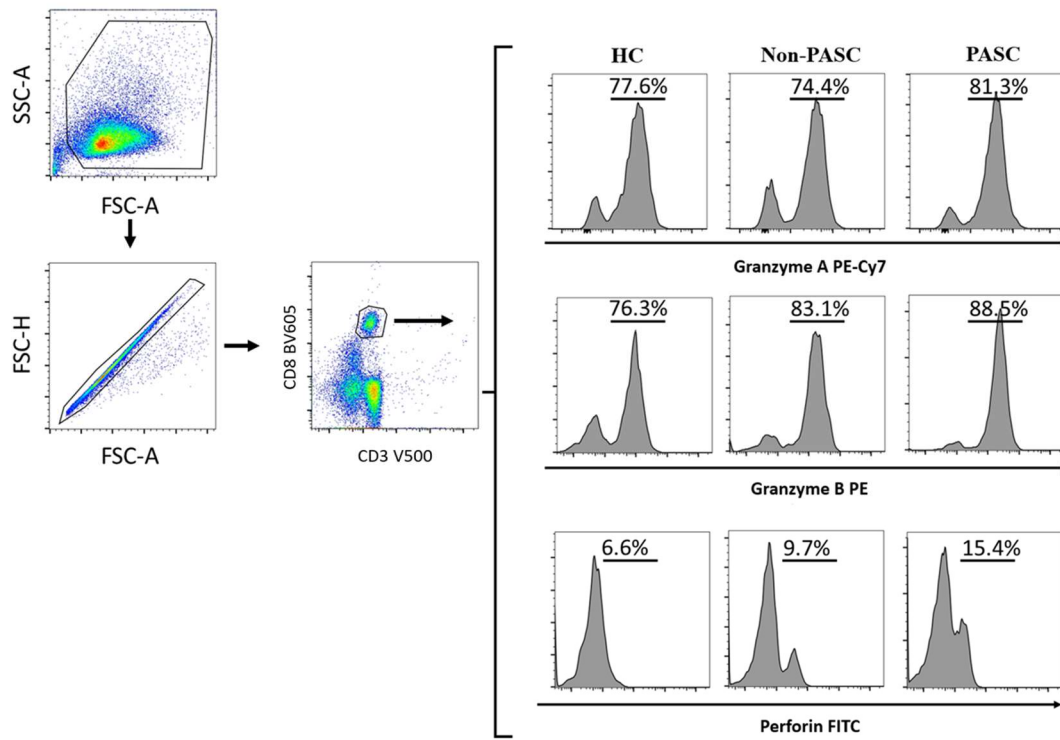 SSC-A
FSC-A
FSC-H
FSC-A
CD8 BV605
CD3 V500
HC Non-PASC PASC
77.6% 74.4% 81.3%
Granzyme A PE-Cy7
76.3% 83.1% 88.5%
Granzyme B PE
6.6% 9.7% 15.4%
Perforin FITC